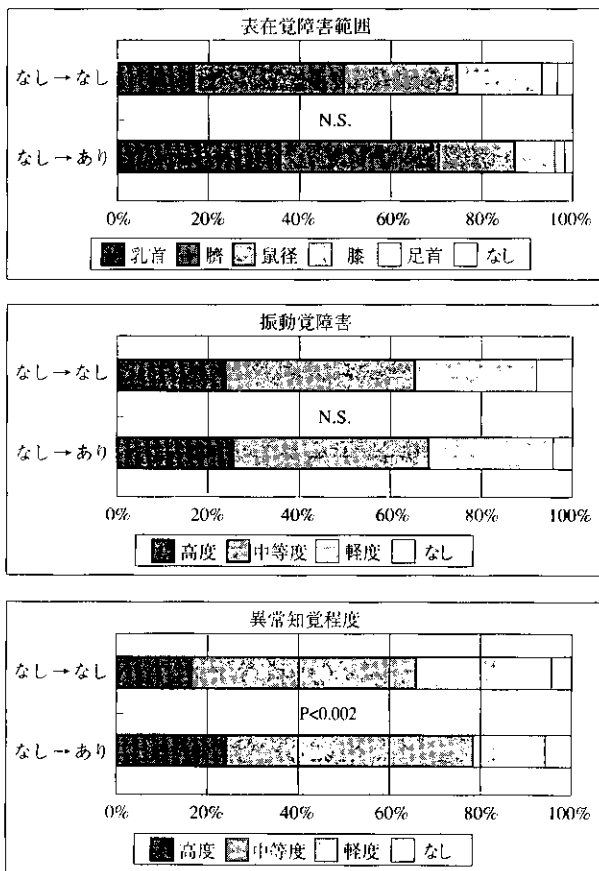 表在覚障害範囲
なし→なし
N.S.
なし→あり
0% 20% 40% 60% 80% 100%
乳首 臍 鼠径 膝 足首 なし
振動覚障害
なし→なし
N.S.
なし→あり
0% 20% 40% 60% 80% 100%
高度 中等度 軽度 なし
異常知覚程度
なし→なし
P<0.002
なし→あり
0% 20% 40% 60% 80% 100%
高度 中等度 軽度 なし